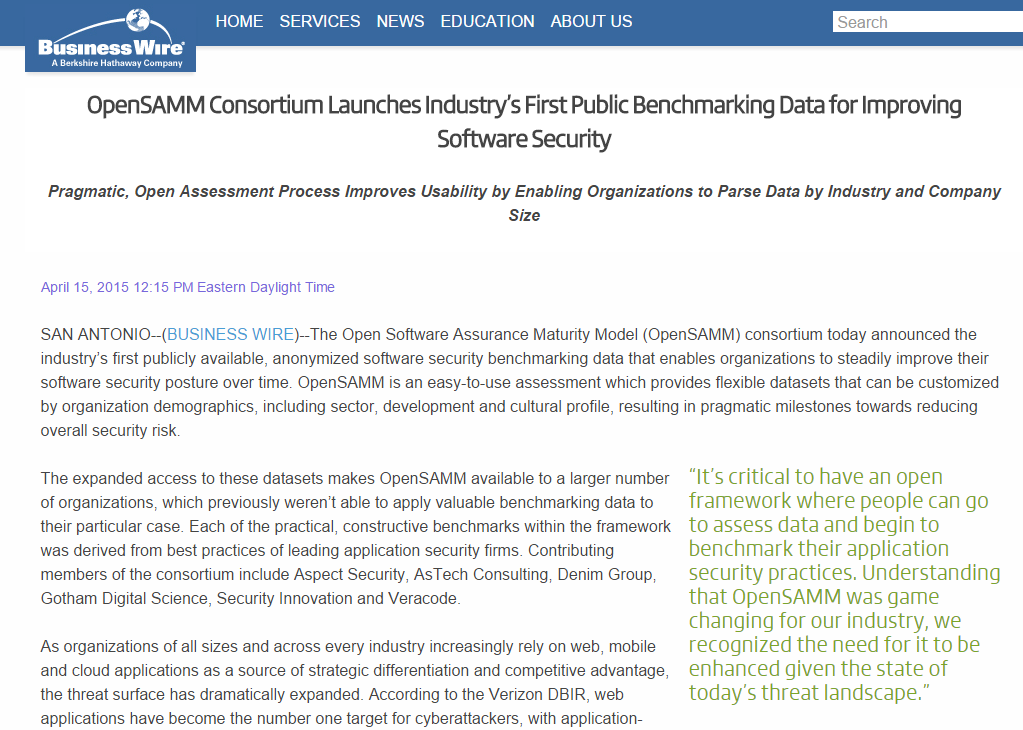 HOME SERVICES NEWS EDUCATION ABOUT US
Search
Business Wire
A Berkshire Hathaway Company
OpenSAMM Consortium Launches Industry’s First Public Benchmarking Data for Improving
Software Security
Pragmatic, Open Assessment Process Improves Usability by Enabling Organizations to Parse Data by Industry and Company
Size
April 15, 2015 12:15 PM Eastern Daylight Time
SAN ANTONIO--(BUSINESS WIRE)--The Open Software Assurance Maturity Model (OpenSAMM) consortium today announced the
industry’s first publicly available, anonymized software security benchmarking data that enables organizations to steadily improve their
software security posture over time. OpenSAMM is an easy-to-use assessment which provides flexible datasets that can be customized
by organization demographics, including sector, development and cultural profile, resulting in pragmatic milestones towards reducing
overall security risk.
The expanded access to these datasets makes OpenSAMM available to a larger number
of organizations, which previously weren’t able to apply valuable benchmarking data to
their particular case. Each of the practical, constructive benchmarks within the framework
was derived from best practices of leading application security firms. Contributing
members of the consortium include Aspect Security, AsTech Consulting, Denim Group,
Gotham Digital Science, Security Innovation and Veracode.
As organizations of all sizes and across every industry increasingly rely on web, mobile
and cloud applications as a source of strategic differentiation and competitive advantage,
the threat surface has dramatically expanded. According to the Verizon DBIR, web
applications have become the number one target for cyberattackers, with application-
“It’s critical to have an open
framework where people can go
to assess data and begin to
benchmark their application
security practices. Understanding
that OpenSAMM was game
changing for our industry, we
recognized the need for it to be
enhanced given the state of
today’s threat landscape.”